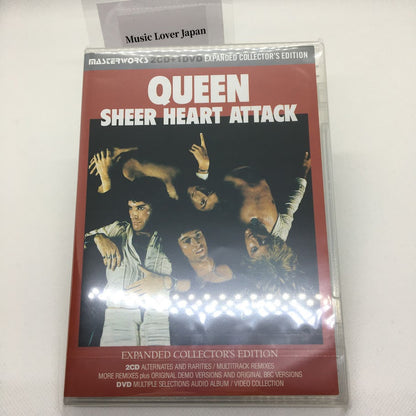 Music Lover Japan
MASTERWORKS 2CD+1DVD EXPANDED COLLECTOR'S EDITION
QUEEN
SHEER HEART ATTACK
EXPANDED COLLECTOR'S EDITION
2CD ALTERNATES AND RARITIES / MULTITRACK REMIXES
MORE REMIXES plus ORIGINAL DEMO VERSIONS AND ORIGINAL BBC VERSIONS
DVD MULTIPLE SELECTIONS AUDIO ALBUM / VIDEO COLLECTION